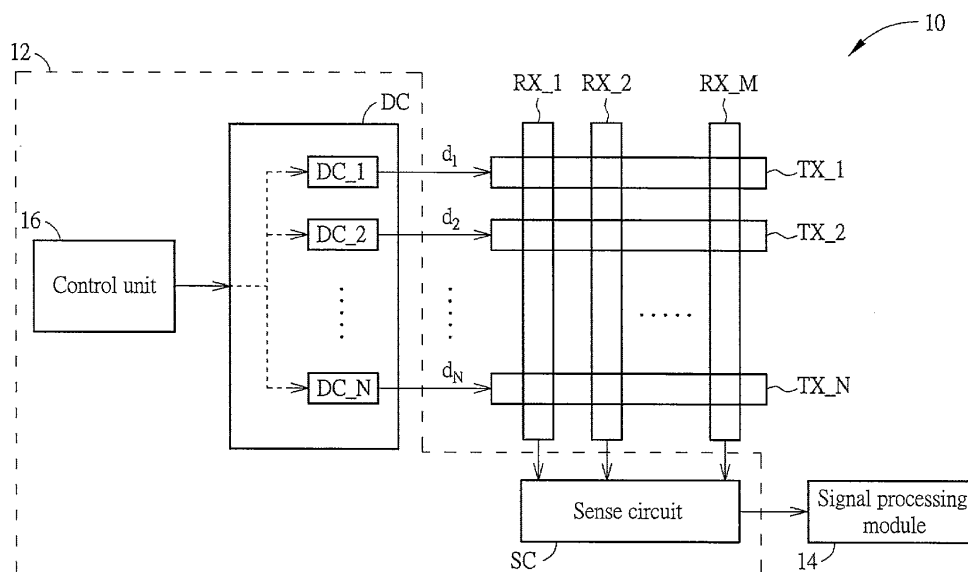 10
12
RX_1 RX_2 RX_M
DC
DC_1 d1 TX_1
16
DC_2 d2 TX_2
Control unit
DC_N dN TX_N
Sense circuit
Signal processing
module
SC
14